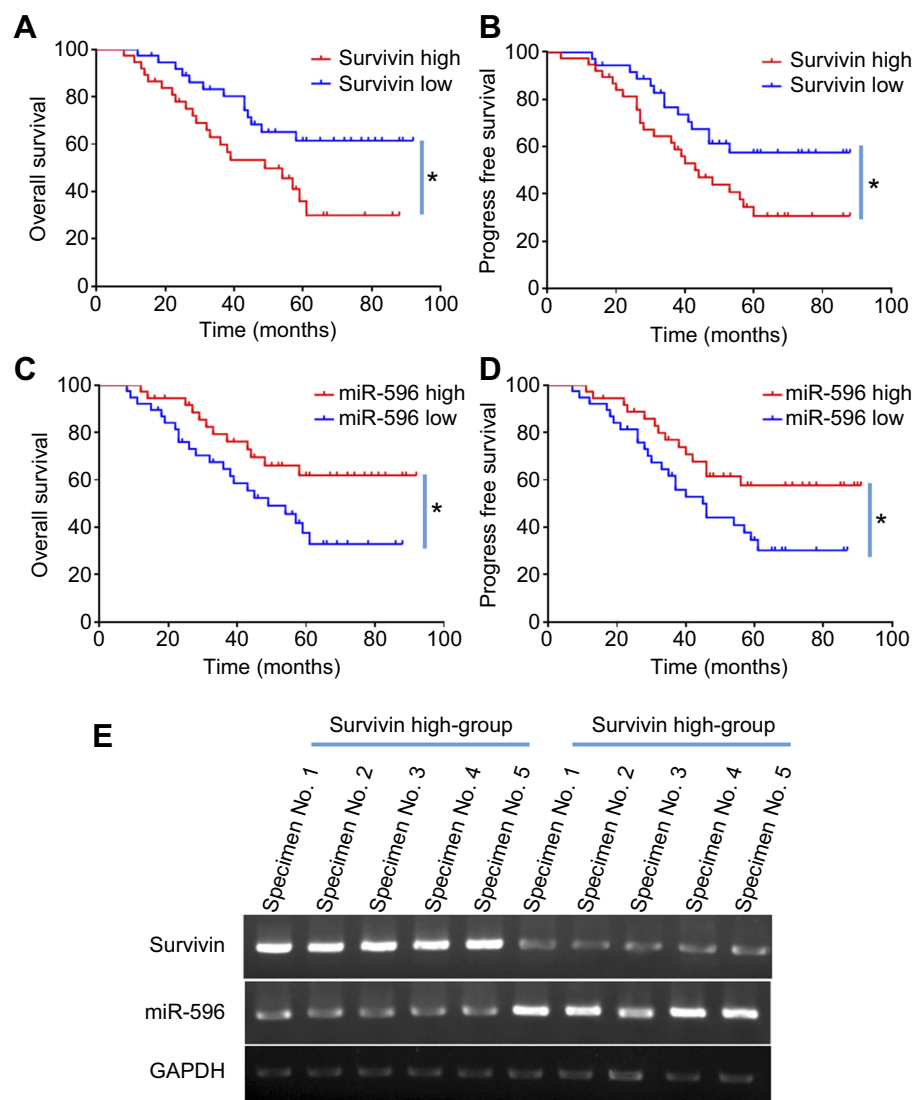 A
100
80
60
40
20
0
Overall survival
Survivin high
Survivin low
*
0 20 40 60 80 100
Time (months)
B
100
80
60
40
20
0
Progress free survival
Survivin high
Survivin low
*
0 20 40 60 80 100
Time (months)
C
100
80
60
40
20
0
Overall survival
miR-596 high
miR-596 low
*
0 20 40 60 80 100
Time (months)
D
100
80
60
40
20
0
Progress free survival
miR-596 high
miR-596 low
*
0 20 40 60 80 100
Time (months)
E
Survivin high-group Survivin high-group
Specimen No. 1
Specimen No. 2
Specimen No. 3
Specimen No. 4
Specimen No. 5
Specimen No. 1
Specimen No. 2
Specimen No. 3
Specimen No. 4
Specimen No. 5
Survivin
miR-596
GAPDH